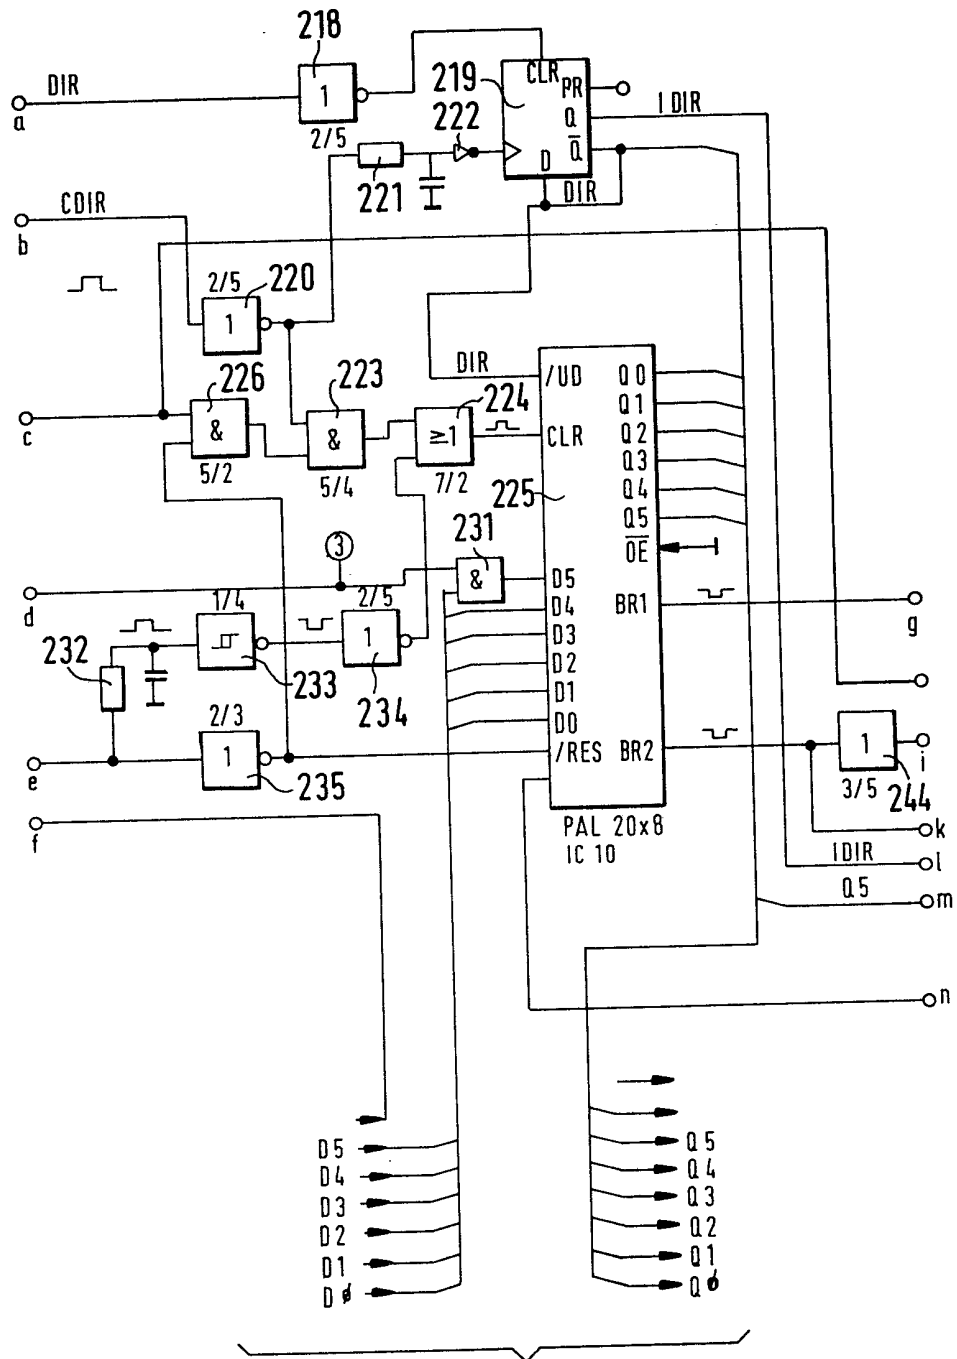 218
DIR
1
a
2/5
219
222
CLR
PR
Q
I DIR
Q̅
D
DIR
221
CDIR
b
2/5
220
1
DIR
/UD
Q0
Q1
Q2
Q3
Q4
Q5
O̅E̅
226
223
224
c
&
&
≥1
CLR
5/2
5/4
7/2
225
231
3
&
D5
D4
D3
D2
D1
D0
/RES
BR1
BR2
d
1/4
2/5
1
g
232
233
234
2/3
1
e
235
1
i
3/5
244
f
PAL 20x8
IC 10
k
IDIR
l
Q5
m
n
D5
D4
D3
D2
D1
DØ
Q5
Q4
Q3
Q2
Q1
QØ